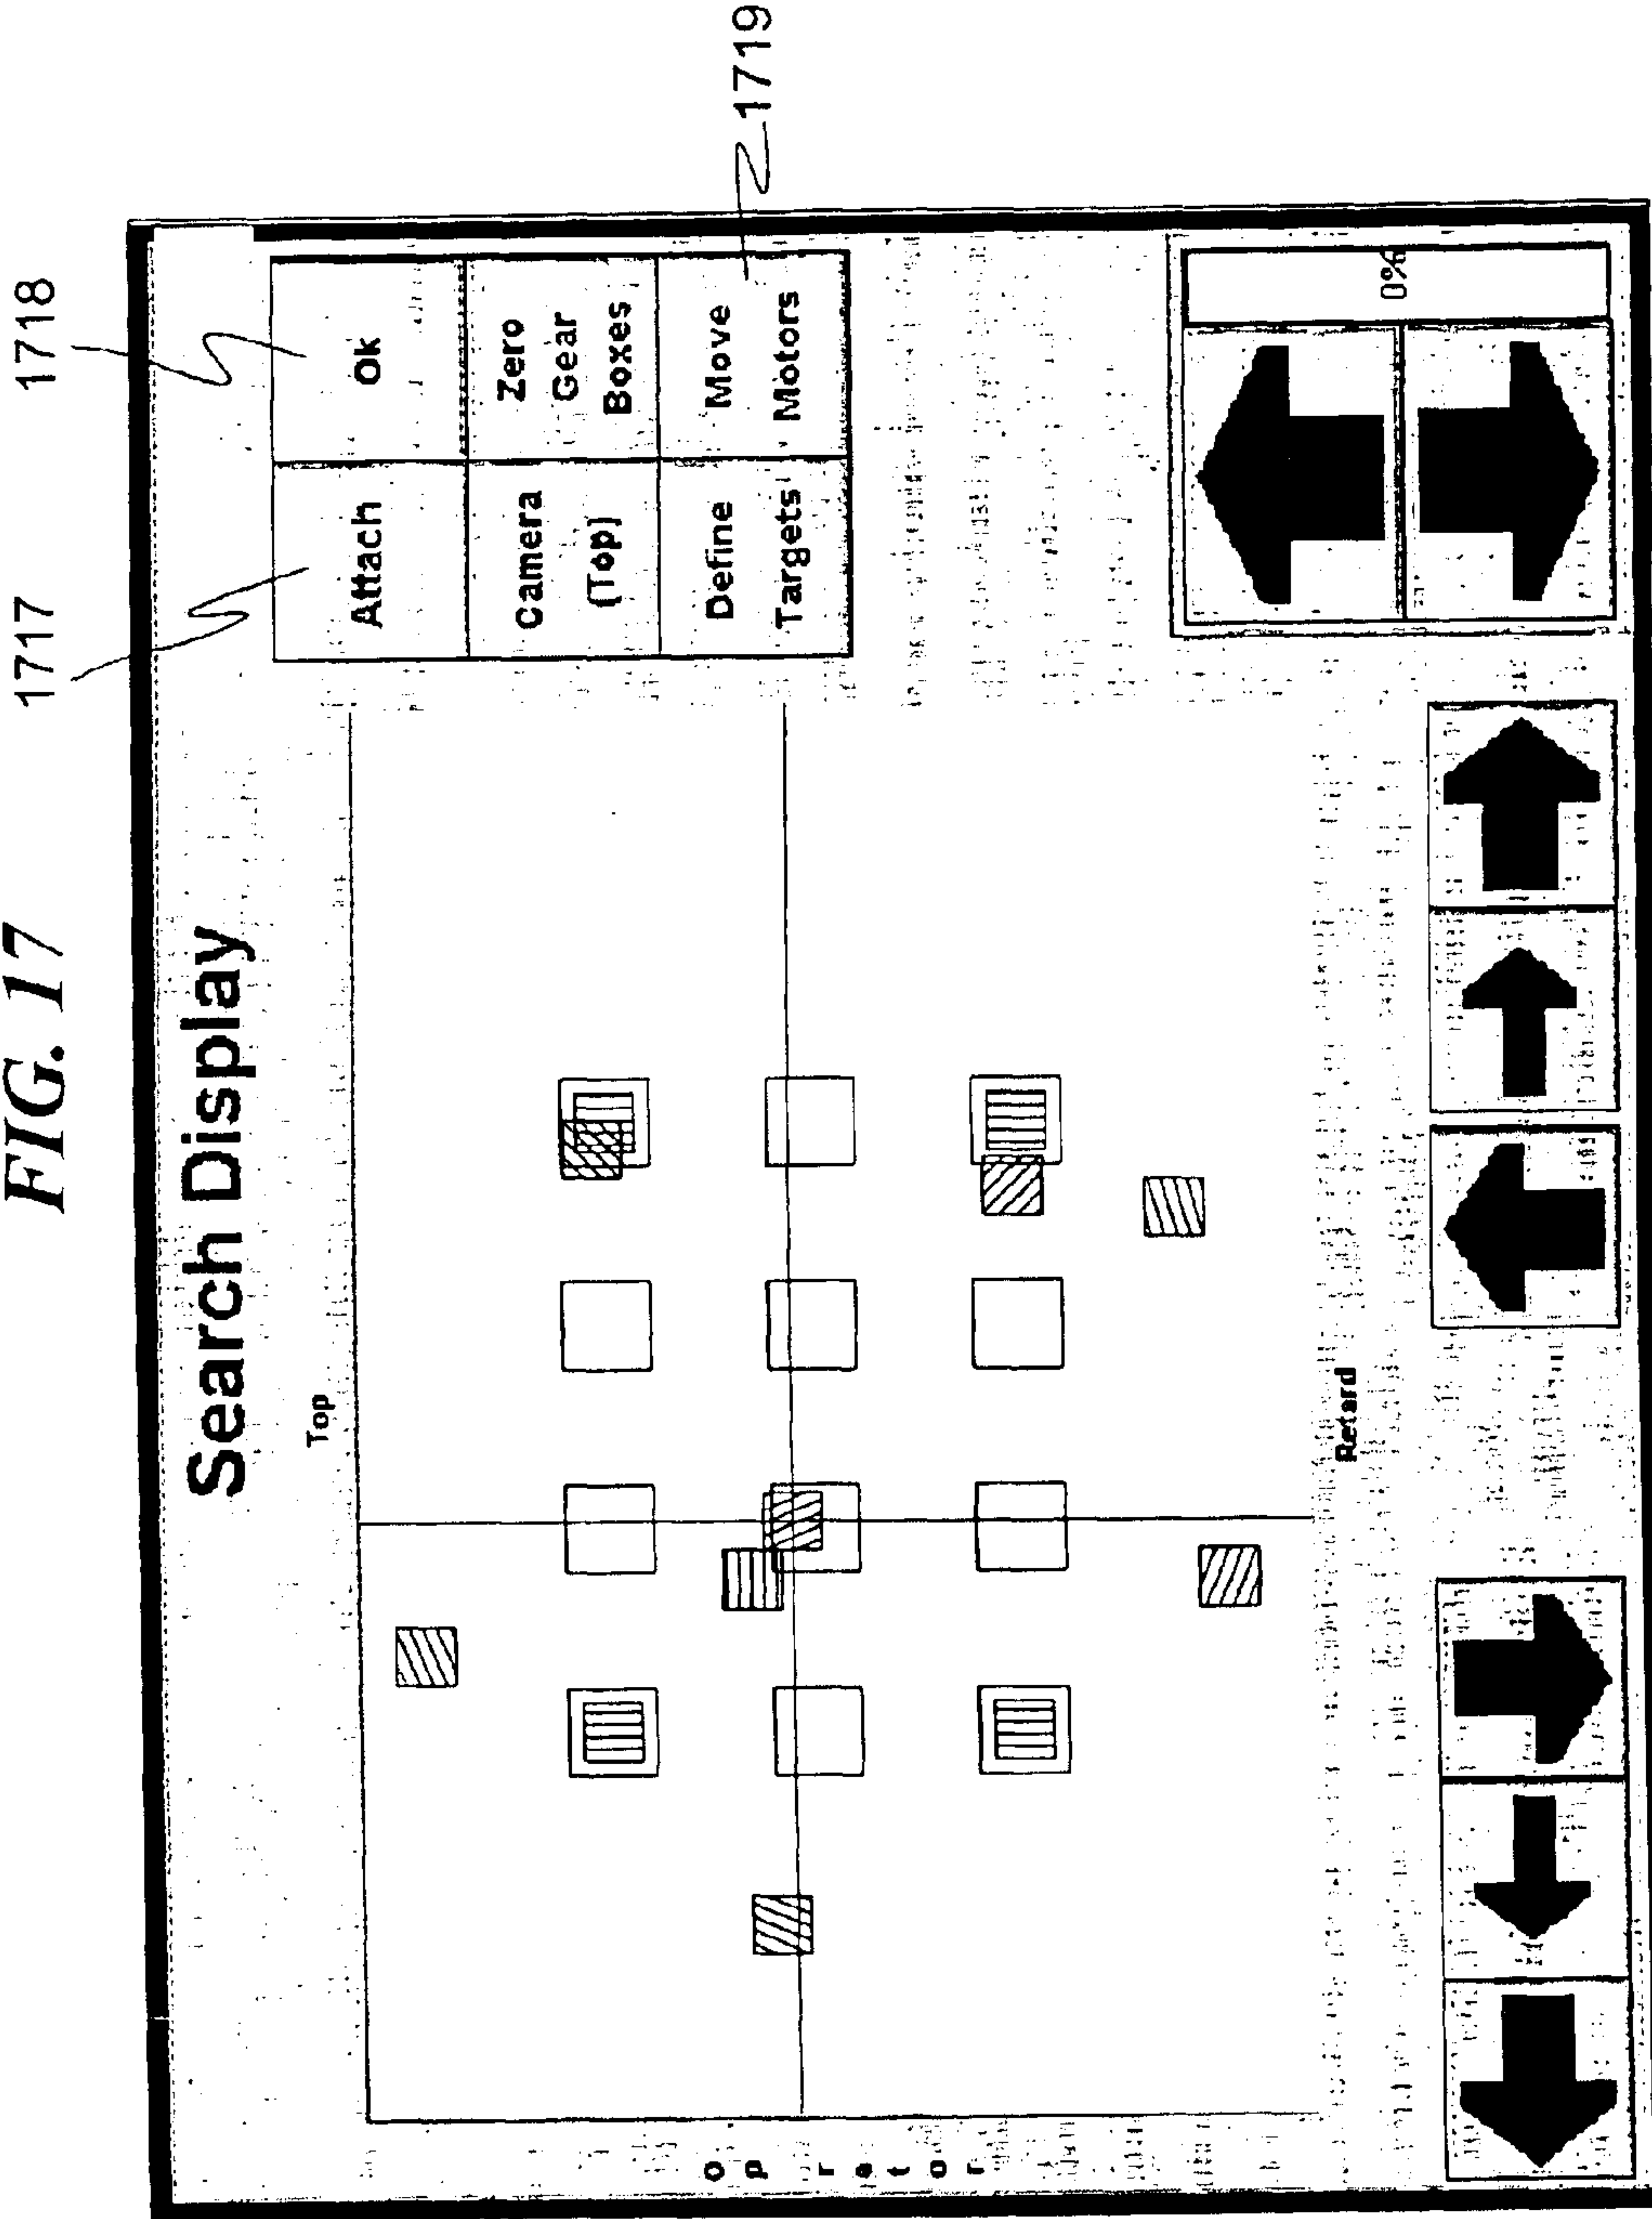 FIG. 17
1717
1718
1719
Search Display
Top
Attach
Ok
Camera
(Top)
Zero
Gear
Boxes
Define
Targets
Move
Motors
Retard
0%